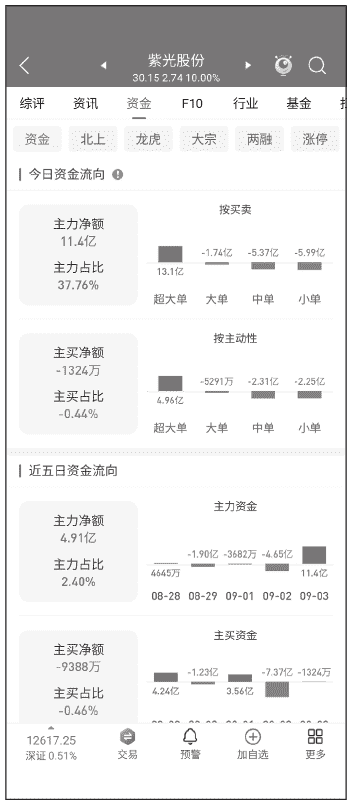 紫光股份
30.15 2.74 10.00%
综评 资讯 资金 F10 行业 基金
资金 北上 龙虎 大宗 两融 涨停
今日资金流向
主力净额
11.4亿
主力占比
37.76%
按买卖
-1.74亿 -5.37亿 -5.99亿
13.1亿
超大单 大单 中单 小单
主买净额
-1324万
主买占比
-0.44%
按主动性
-5291万 -2.31亿 -2.25亿
4.96亿
超大单 大单 中单 小单
近五日资金流向
主力净额
4.91亿
主力占比
2.40%
主力资金
-1.90亿 -3682万 -4.65亿
4645万 11.4亿
08-28 08-29 09-01 09-02 09-03
主买净额
-9388万
主买占比
-0.46%
主买资金
-1.23亿 -7.37亿 -1324万
4.24亿 3.56亿
12617.25
深证 0.51%
交易 预警 加自选 更多